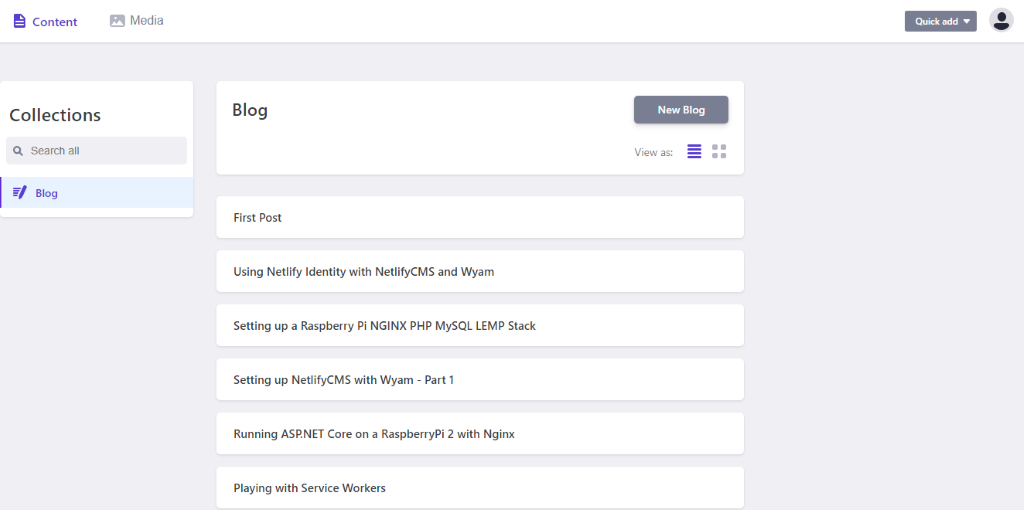 Content
Media
Quick add
Collections
Search all
Blog
Blog
New Blog
View as:
First Post
Using Netlify Identity with NetlifyCMS and Wyam
Setting up a Raspberry Pi NGINX PHP MySQL LEMP Stack
Setting up NetlifyCMS with Wyam - Part 1
Running ASP.NET Core on a RaspberryPi 2 with Nginx
Playing with Service Workers